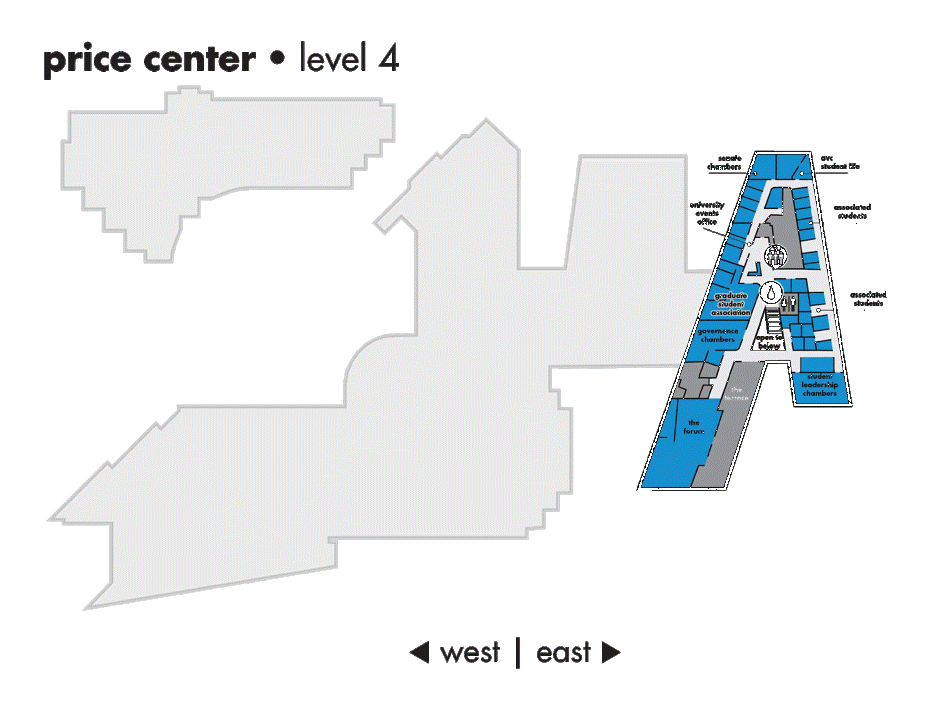 price center • level 4
senate
chambers
avc
student life
university
events
office
associated
students
graduate
student
association
associated
students
governance
chambers
open to
below
the
terrace
student
leadership
chambers
the
forum
◀ west | east ▶